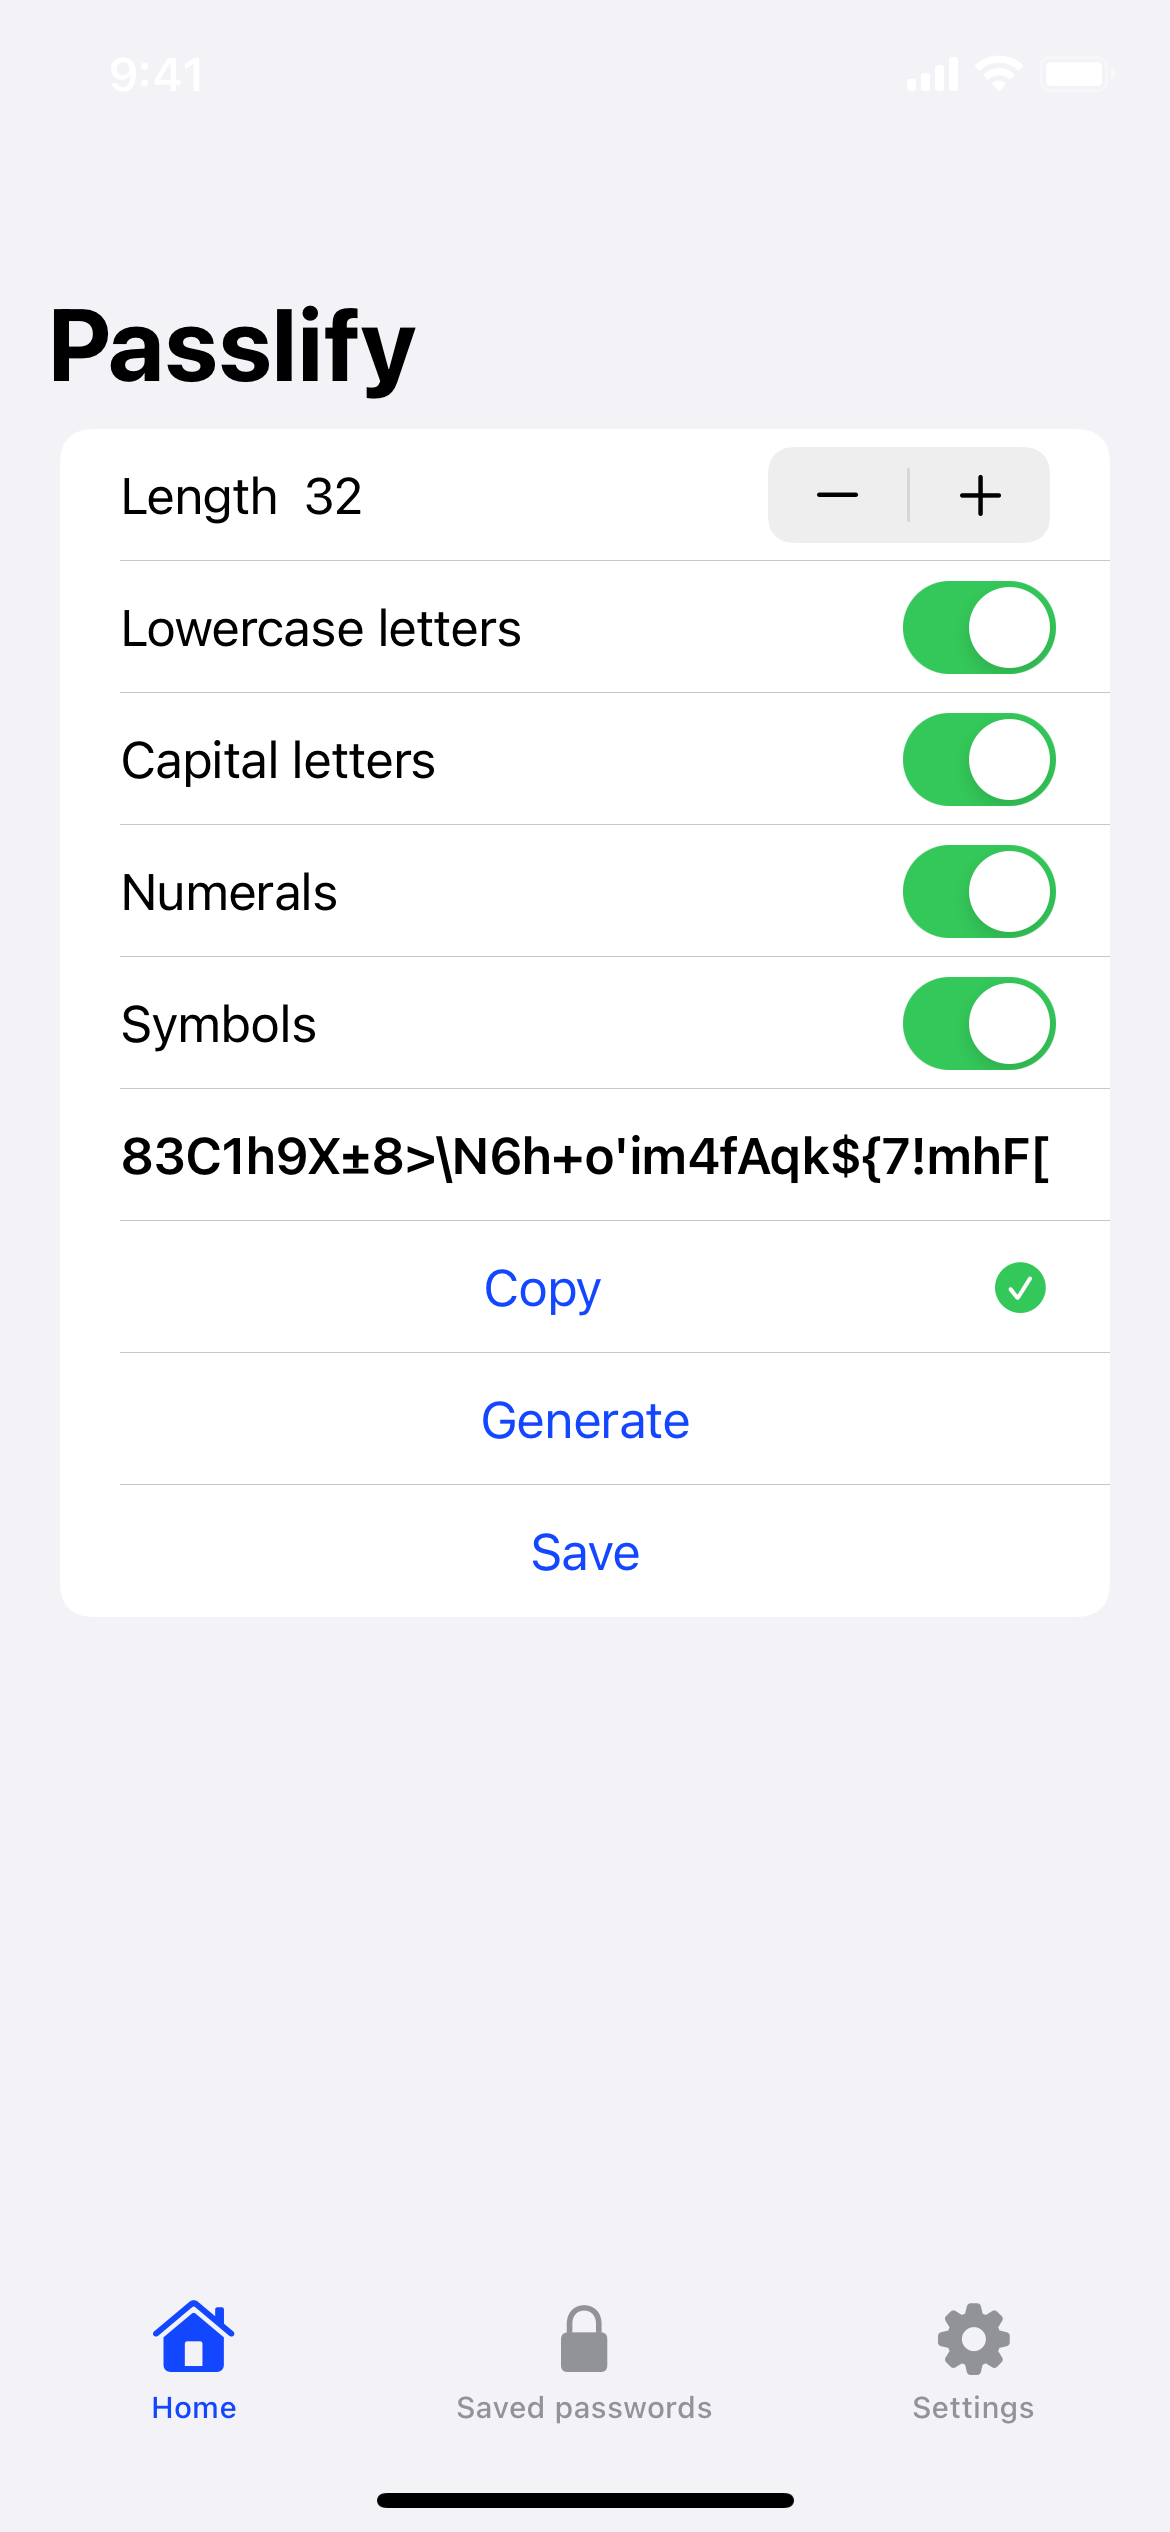 9:41
Passlify
Length 32
Lowercase letters
Capital letters
Numerals
Symbols
83C1h9X±8>\N6h+o'im4fAqk${7!mhF[
Copy
Generate
Save
Home
Saved passwords
Settings